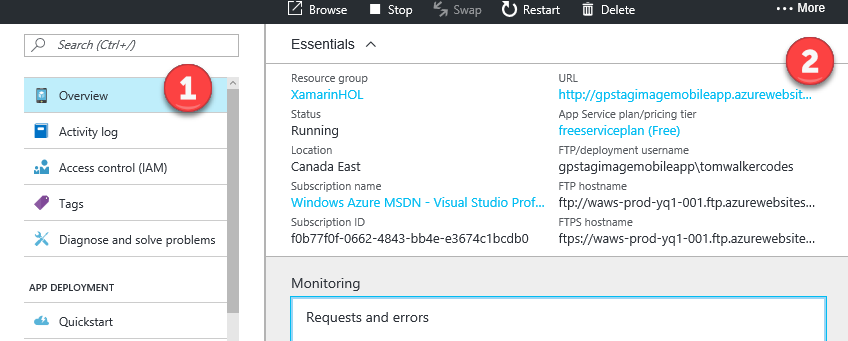 Browse Stop Swap Restart Delete ... More
Search (Ctrl+/)
1
Overview
Activity log
Access control (IAM)
Tags
Diagnose and solve problems
APP DEPLOYMENT
Quickstart
Essentials
2
Resource group
XamarinHOL
Status
Running
Location
Canada East
Subscription name
Windows Azure MSDN - Visual Studio Prof...
Subscription ID
f0b77f0f-0662-4843-bb4e-e3674c1bcdb0
URL
http://gpstagimagemobileapp.azurewebsit...
App Service plan/pricing tier
freeserviceplan (Free)
FTP/deployment username
gpstagimagemobileapp\tomwalkercodes
FTP hostname
ftp://waws-prod-yq1-001.ftp.azurewebsites...
FTPS hostname
ftps://waws-prod-yq1-001.ftp.azurewebsite...
Monitoring
Requests and errors